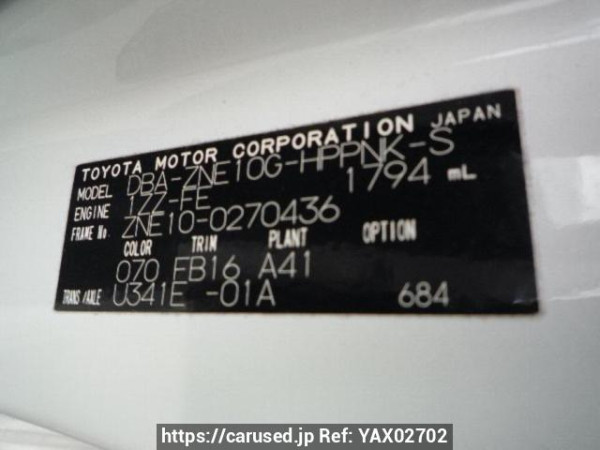 TOYOTA MOTOR CORPORATION JAPAN
MODEL DBA-ZNE10G-HPPNK-S
ENGINE 1ZZ-FE 1794 mL
FRAME No. ZNE10-0270436
COLOR TRIM PLANT OPTION
070 FB16 A41
TRANS/AXLE U341E -01A 684
https://carused.jp Ref: YAX02702